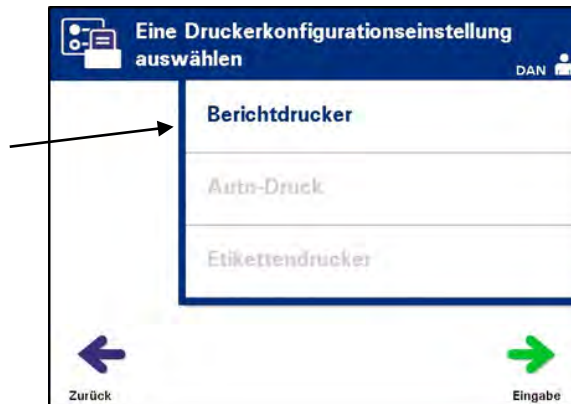 Eine Druckerkonfigurationseinstellung
auswählen
DAN
Berichtdrucker
Auto-Druck
Etikettendrucker
Zurück
Eingabe